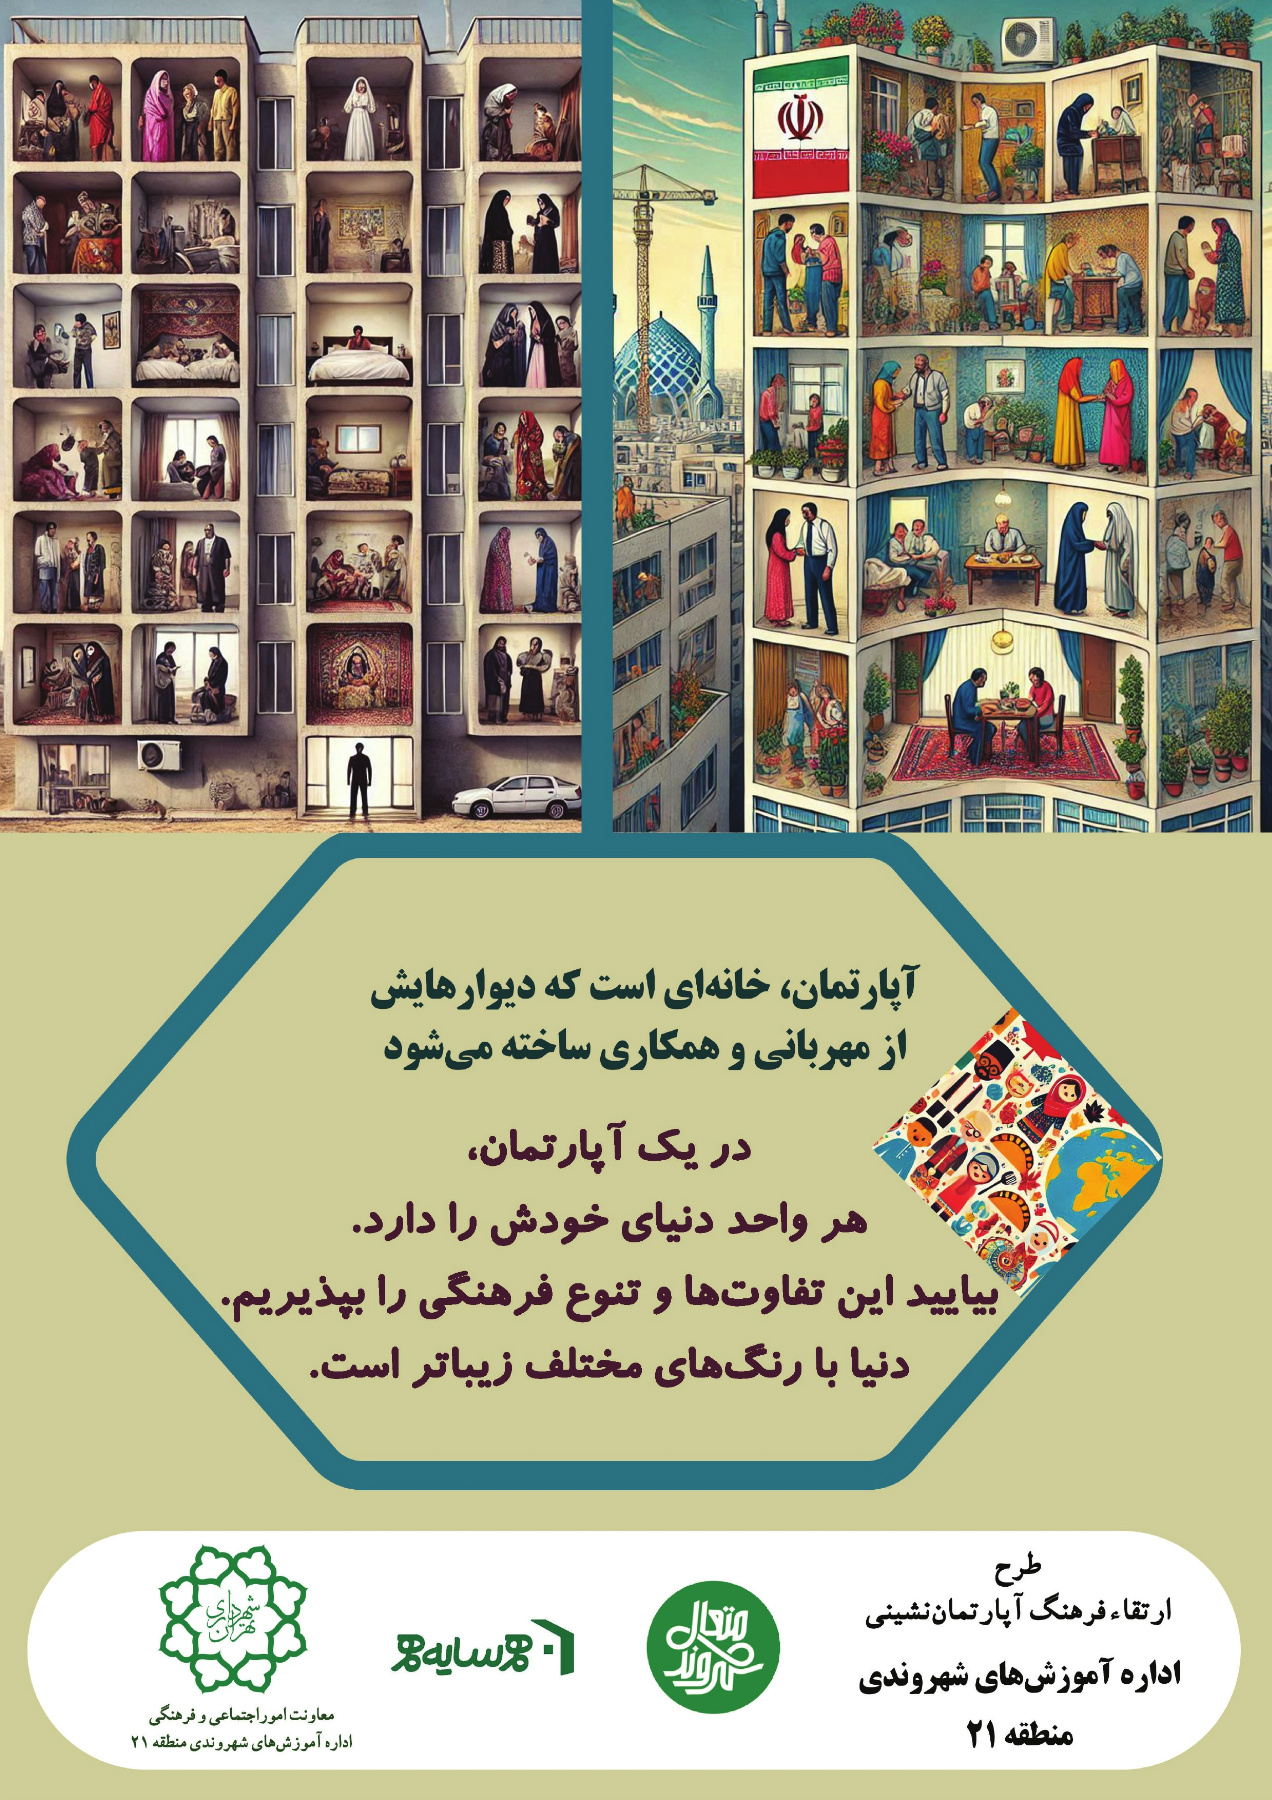 آپارتمان، خانه‌ای است که دیوارهایش
از مهربانی و همکاری ساخته می‌شود
در یک آپارتمان،
هر واحد دنیای خودش را دارد.
بیایید این تفاوت‌ها و تنوع فرهنگی را بپذیریم.
دنیا با رنگ‌های مختلف زیباتر است.
طرح
ارتقاء فرهنگ آپارتمان‌نشینی
اداره آموزش‌های شهروندی
منطقه ۲۱
متعال
شهروند
همسایه
شهرداری
تهران
معاونت امور اجتماعی و فرهنگی
اداره آموزش‌های شهروندی منطقه ۲۱